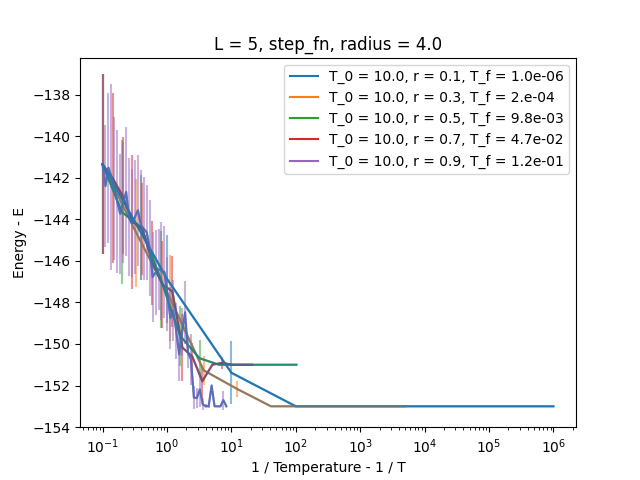 L = 5, step_fn, radius = 4.0
T_0 = 10.0, r = 0.1, T_f = 1.0e-06
T_0 = 10.0, r = 0.3, T_f = 2.e-04
T_0 = 10.0, r = 0.5, T_f = 9.8e-03
T_0 = 10.0, r = 0.7, T_f = 4.7e-02
T_0 = 10.0, r = 0.9, T_f = 1.2e-01
Energy - E
−138
−140
−142
−144
−146
−148
−150
−152
−154
10⁻¹ 10⁰ 10¹ 10² 10³ 10⁴ 10⁵ 10⁶
1 / Temperature - 1 / T